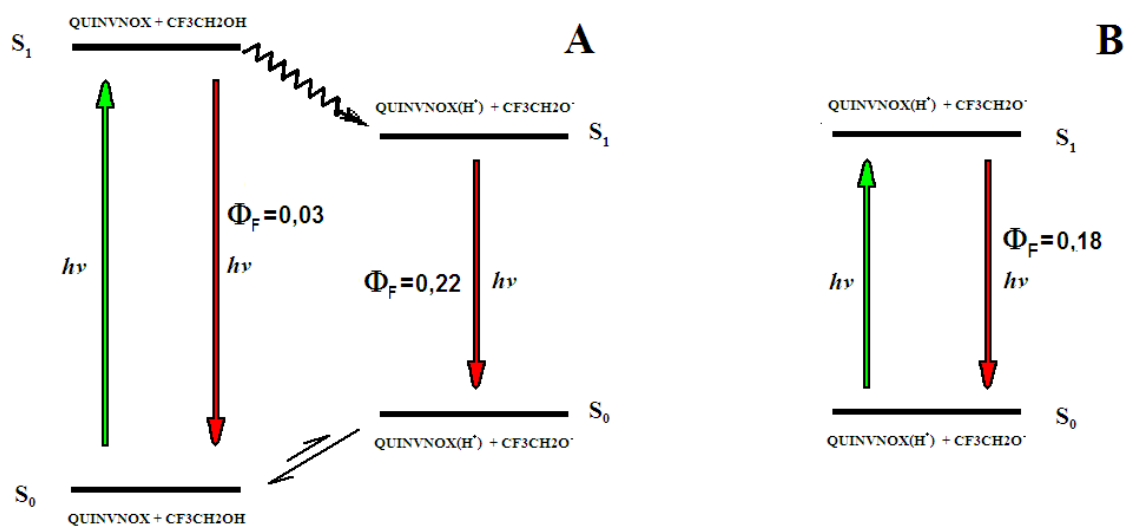 QUINVNOX + CF3CH2OH
S1
A
B
QUINVNOX(H+) + CF3CH2O-
S1
QUINVNOX(H+) + CF3CH2O-
S1
ΦF=0,03
hν
hν
ΦF=0,22
hν
ΦF=0,18
hν
hν
S0
QUINVNOX(H+) + CF3CH2O-
S0
QUINVNOX(H+) + CF3CH2O-
S0
QUINVNOX + CF3CH2OH